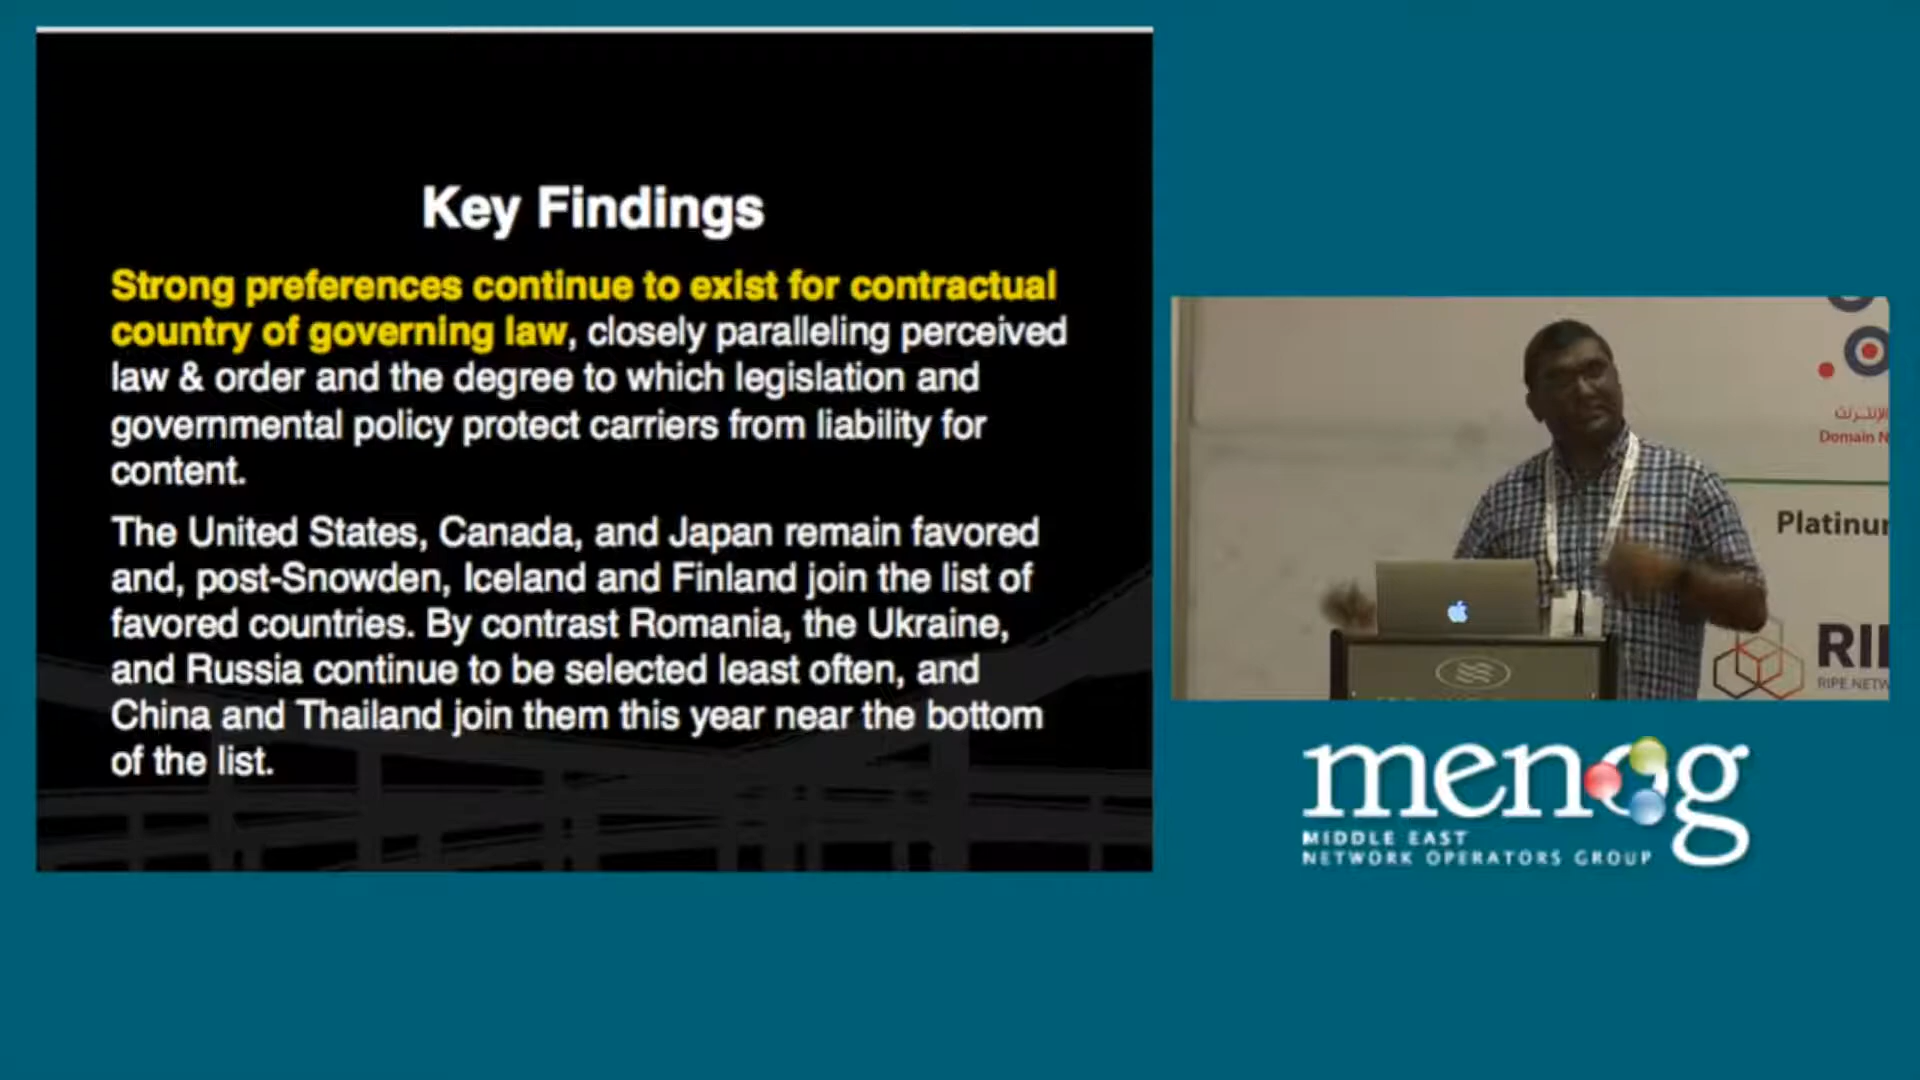 Key Findings
Strong preferences continue to exist for contractual
country of governing law, closely paralleling perceived
law & order and the degree to which legislation and
governmental policy protect carriers from liability for
content.
The United States, Canada, and Japan remain favored
and, post-Snowden, Iceland and Finland join the list of
favored countries. By contrast Romania, the Ukraine,
and Russia continue to be selected least often, and
China and Thailand join them this year near the bottom
of the list.
Domain N
Platinu
RI
RIPE.NETW
menog
MIDDLE EAST
NETWORK OPERATORS GROUP